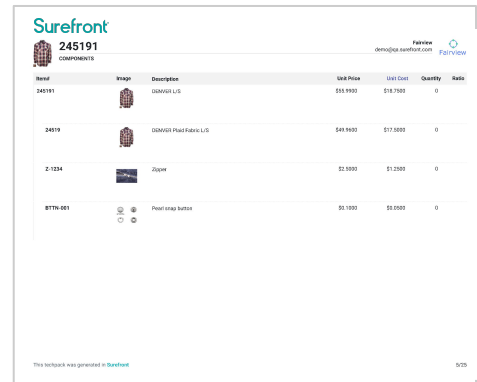 Surefront
245191
COMPONENTS
Fairview
demo@qa.surefront.com
Fairview
Item# Image Description Unit Price Unit Cost Quantity Ratio
245191 DENVER L/S $55.9900 $18.7500 0
24519 DENVER Plaid Fabric L/S $49.9600 $17.5000 0
Z-1234 Zipper $2.5000 $1.2500 0
BTTN-001 Pearl snap button $0.1000 $0.0500 0
This techpack was generated in Surefront 5/25